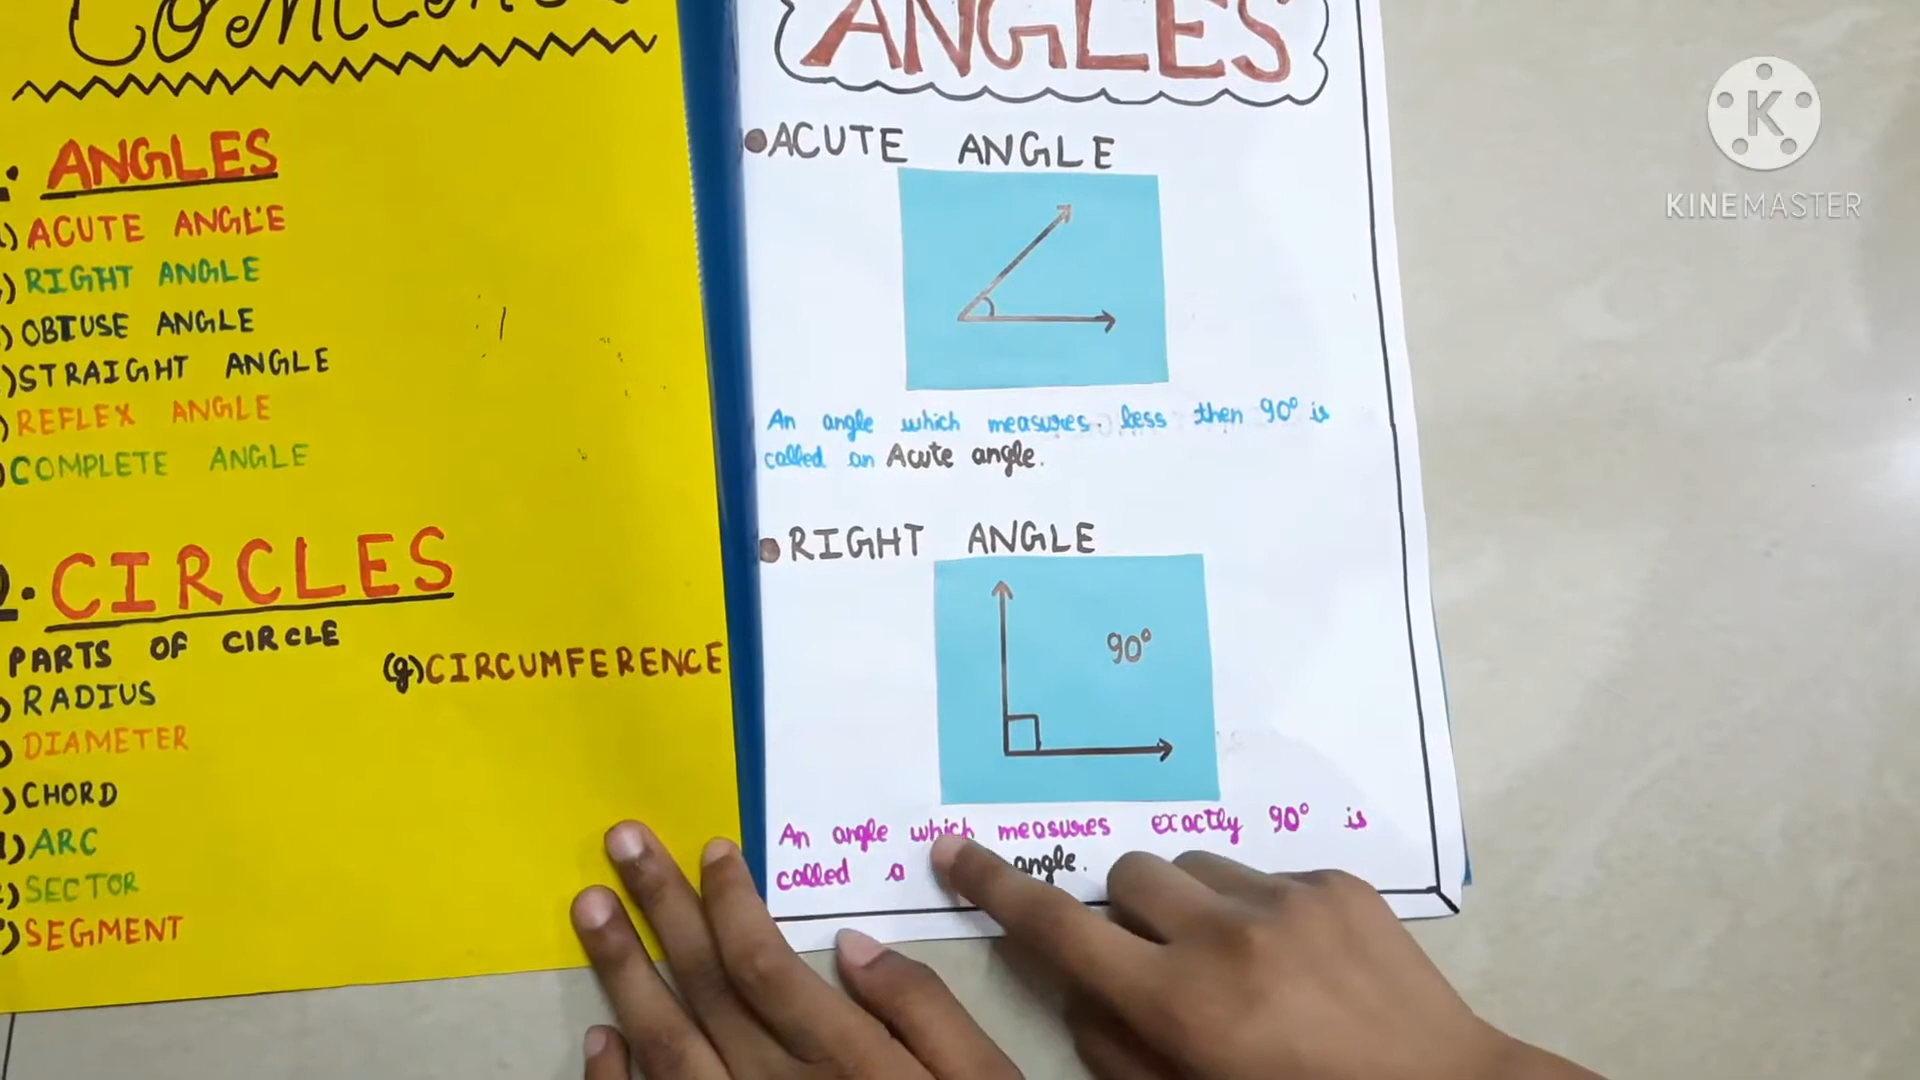 ANGLES
ACUTE ANGLE
RIGHT ANGLE
OBTUSE ANGLE
STRAIGHT ANGLE
REFLEX ANGLE
COMPLETE ANGLE
CIRCLES
PARTS OF CIRCLE
RADIUS
(g) CIRCUMFERENCE
DIAMETER
CHORD
ARC
SECTOR
SEGMENT
ANGLES
ACUTE ANGLE
An angle which measures less then 90° is
called an Acute angle.
RIGHT ANGLE
90°
An angle which measures exactly 90° is
called a angle.
K
KINEMASTER